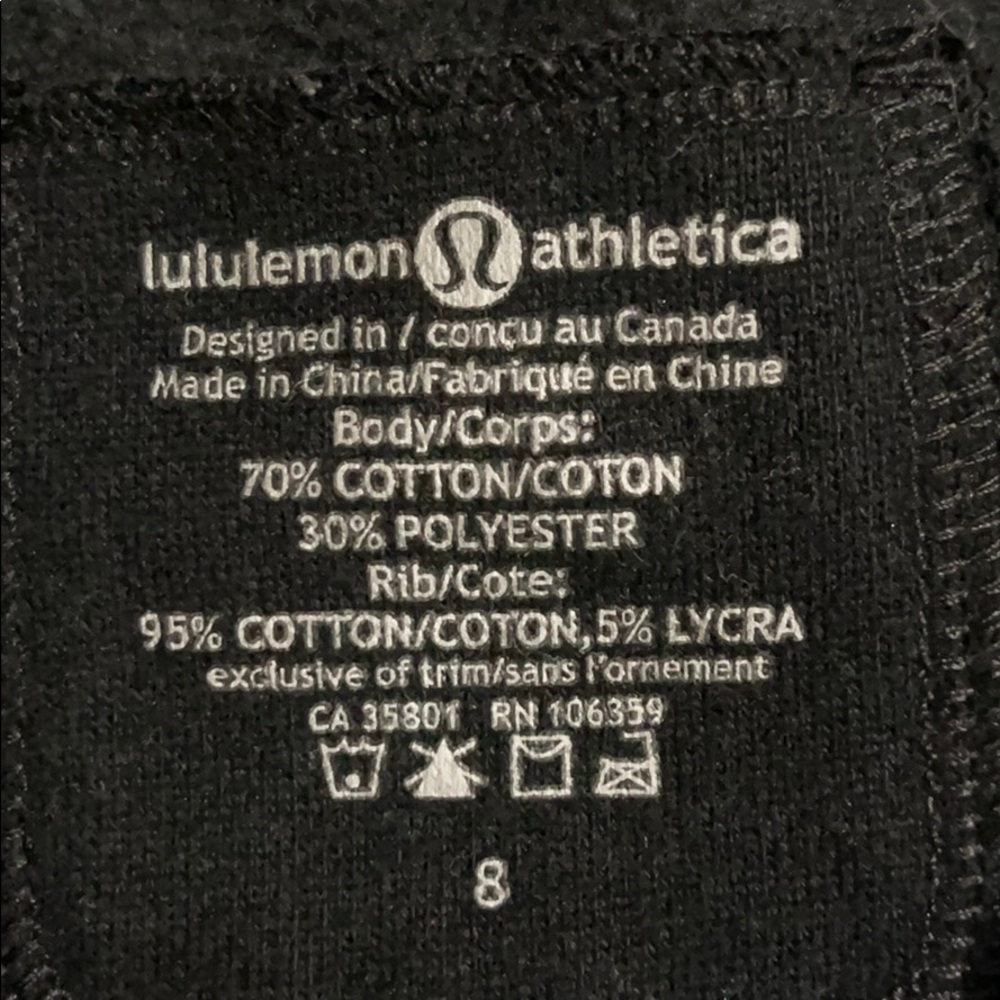 lululemon athletica
Designed in / conçu au Canada
Made in China/Fabriqué en Chine
Body/Corps:
70% COTTON/COTON
30% POLYESTER
Rib/Cote:
95% COTTON/COTON,5% LYCRA
exclusive of trim/sans l'ornement
CA 35801 RN 106359
8